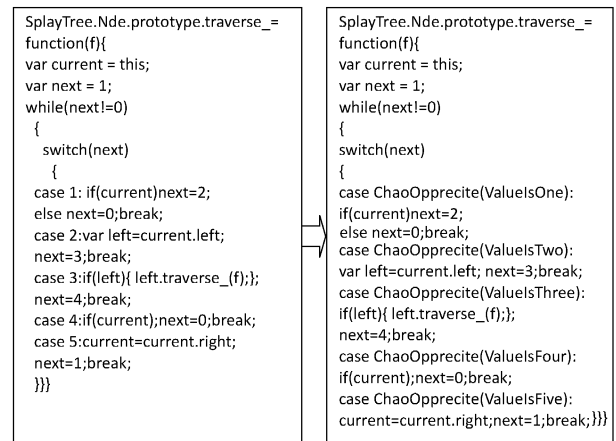 SplayTree.Nde.prototype.traverse_=
function(f){
var current = this;
var next = 1;
while(next!=0)
{
switch(next)
{
case 1: if(current)next=2;
else next=0;break;
case 2:var left=current.left;
next=3;break;
case 3:if(left){ left.traverse_(f);};
next=4;break;
case 4:if(current);next=0;break;
case 5:current=current.right;
next=1;break;
}}}
SplayTree.Nde.prototype.traverse_=
function(f){
var current = this;
var next = 1;
while(next!=0)
{
switch(next)
{
case ChaoOpprecite(ValueIsOne):
if(current)next=2;
else next=0;break;
case ChaoOpprecite(ValueIsTwo):
var left=current.left; next=3;break;
case ChaoOpprecite(ValueIsThree):
if(left){ left.traverse_(f);};
next=4;break;
case ChaoOpprecite(ValueIsFour):
if(current);next=0;break;
case ChaoOpprecite(ValueIsFive):
current=current.right;next=1;break;}}}